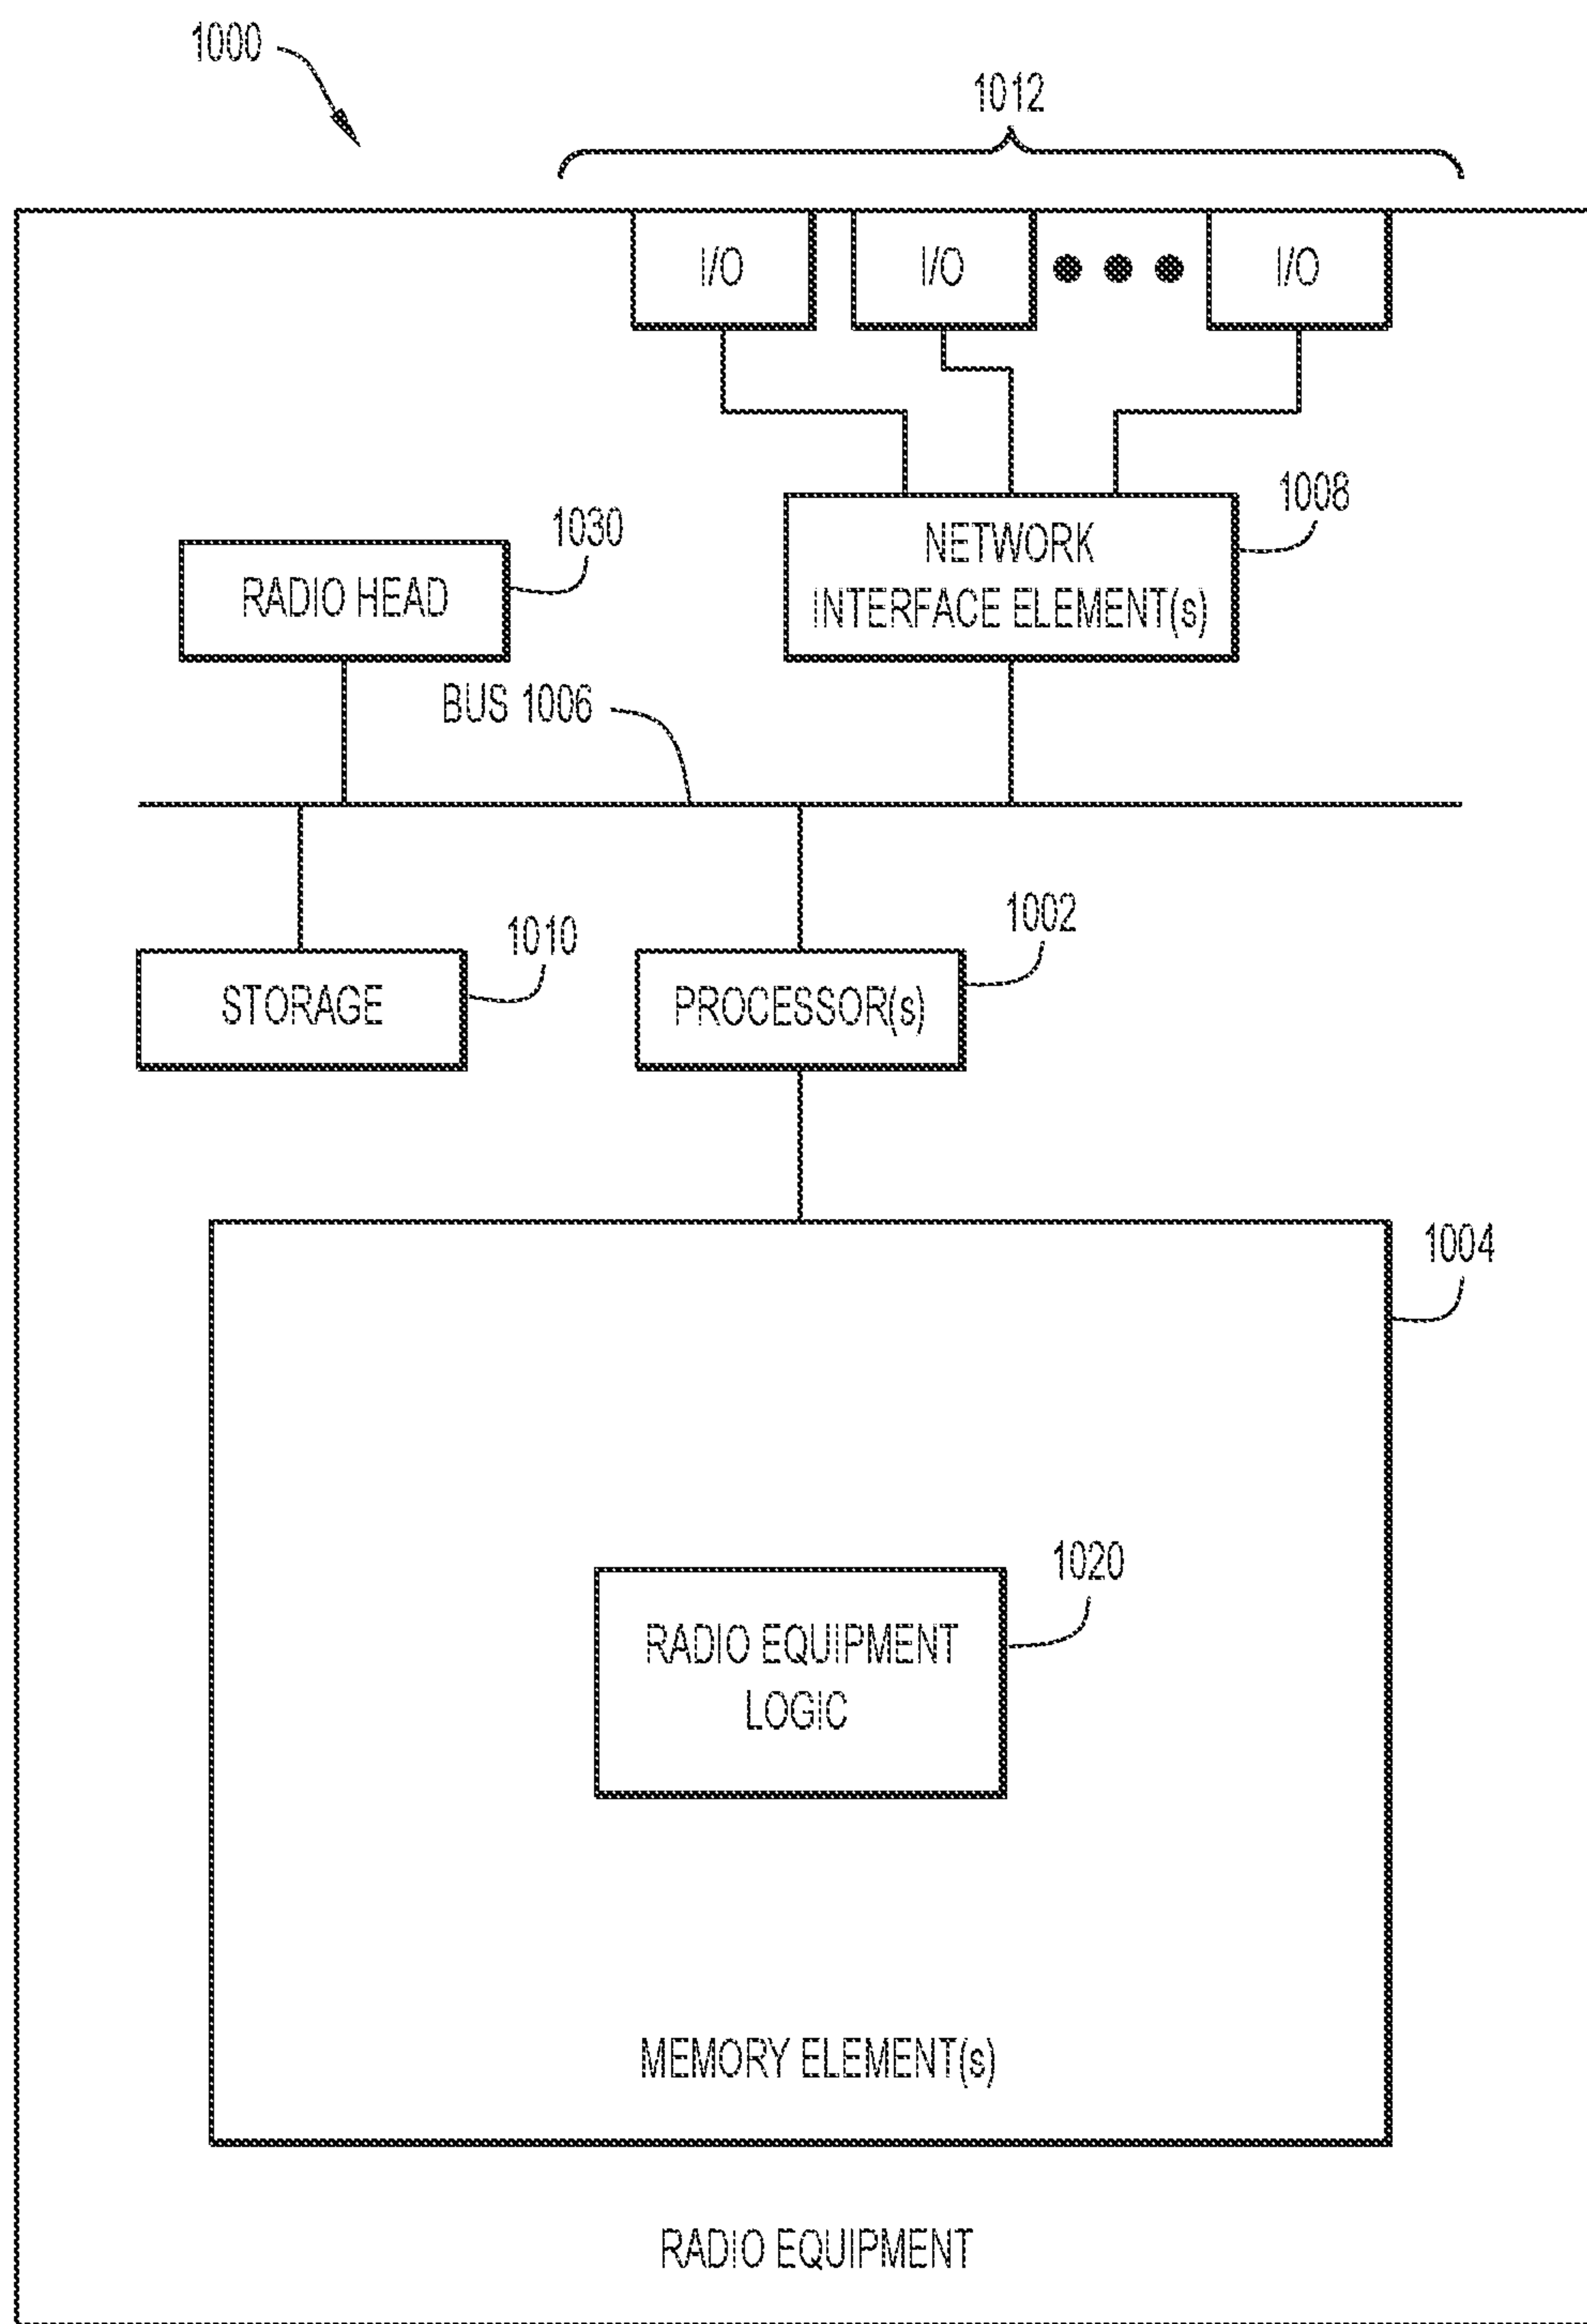 1000
1012
I/O
I/O
I/O
1008
NETWORK
INTERFACE ELEMENT(s)
1030
RADIO HEAD
BUS 1006
1010
STORAGE
1002
PROCESSOR(s)
1004
1020
RADIO EQUIPMENT
LOGIC
MEMORY ELEMENT(s)
RADIO EQUIPMENT